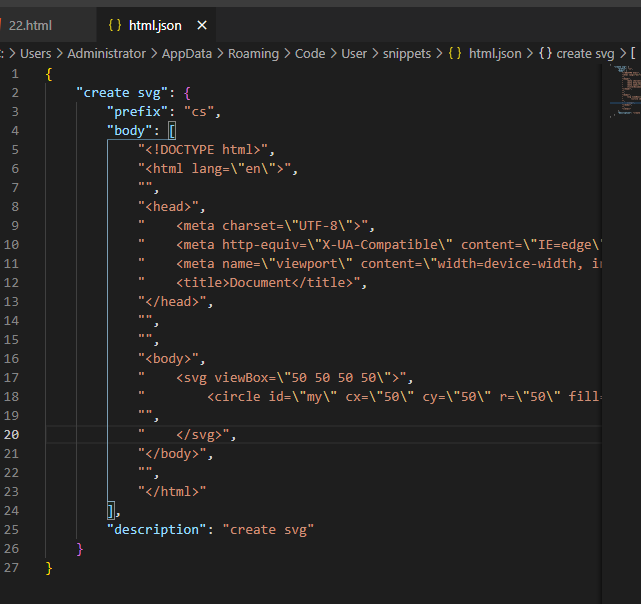 22.html
{ } html.json ×
: > Users > Administrator > AppData > Roaming > Code > User > snippets > { } html.json > { } create svg > [
1 {
2 "create svg": {
3 "prefix": "cs",
4 "body": [
5 "<!DOCTYPE html>",
6 "<html lang=\"en\">",
7 "",
8 "<head>",
9 "    <meta charset=\"UTF-8\">",
10 "    <meta http-equiv=\"X-UA-Compatible\" content=\"IE=edge\"
11 "    <meta name=\"viewport\" content=\"width=device-width, in
12 "    <title>Document</title>",
13 "</head>",
14 "",
15 "",
16 "<body>",
17 "    <svg viewBox=\"50 50 50 50\">",
18 "        <circle id=\"my\" cx=\"50\" cy=\"50\" r=\"50\" fill=
19 "",
20 "    </svg>",
21 "</body>",
22 "",
23 "</html>"
24 ],
25 "description": "create svg"
26 }
27 }